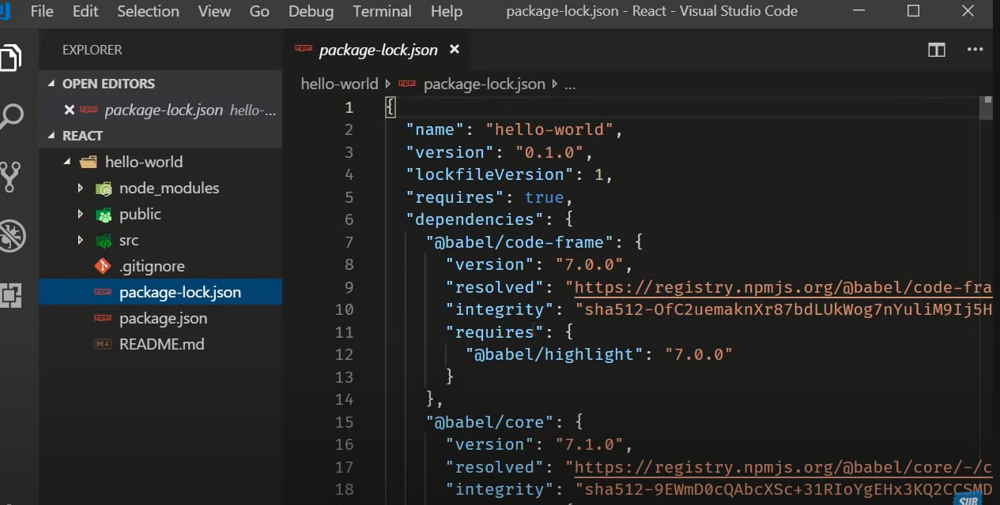 File Edit Selection View Go Debug Terminal Help package-lock.json - React - Visual Studio Code
EXPLORER
OPEN EDITORS
package-lock.json hello-...
REACT
hello-world
node_modules
public
src
.gitignore
package-lock.json
package.json
README.md
package-lock.json
hello-world package-lock.json ...
1 {
2 "name": "hello-world",
3 "version": "0.1.0",
4 "lockfileVersion": 1,
5 "requires": true,
6 "dependencies": {
7 "@babel/code-frame": {
8 "version": "7.0.0",
9 "resolved": "https://registry.npmjs.org/@babel/code-fra
10 "integrity": "sha512-OfC2uemaknXr87bdLUkWog7nYuliM9Ij5H
11 "requires": {
12 "@babel/highlight": "7.0.0"
13 }
14 },
15 "@babel/core": {
16 "version": "7.1.0",
17 "resolved": "https://registry.npmjs.org/@babel/core/-/c
18 "integrity": "sha512-9EWmD0cQAbcXSc+31RIoYgEHx3KQ2CCSMD
SUB